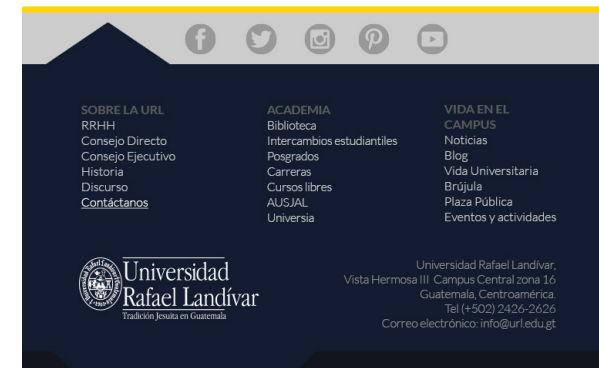 SOBRE LA URL
RRHH
Consejo Directo
Consejo Ejecutivo
Historia
Discurso
Contáctanos
ACADEMIA
Biblioteca
Intercambios estudiantiles
Posgrados
Carreras
Cursos libres
AUSJAL
Universia
VIDA EN EL
CAMPUS
Noticias
Blog
Vida Universitaria
Brújula
Plaza Pública
Eventos y actividades
Universidad
Rafael Landívar
Tradición Jesuita en Guatemala
Universidad Rafael Landívar,
Vista Hermosa III Campus Central zona 16
Guatemala, Centroamérica.
Tel (+502) 2426-2626
Correo electrónico: info@url.edu.gt